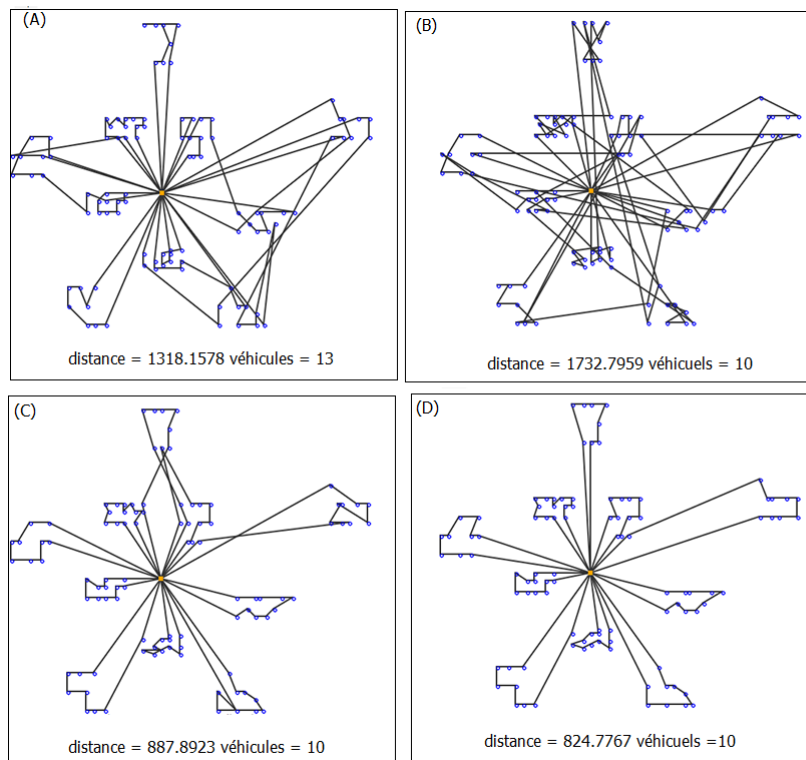 (A)
(B)
distance = 1318.1578 véhicules = 13
distance = 1732.7959 véhicuels = 10
(C)
(D)
distance = 887.8923 véhicules = 10
distance = 824.7767 véhicuels =10